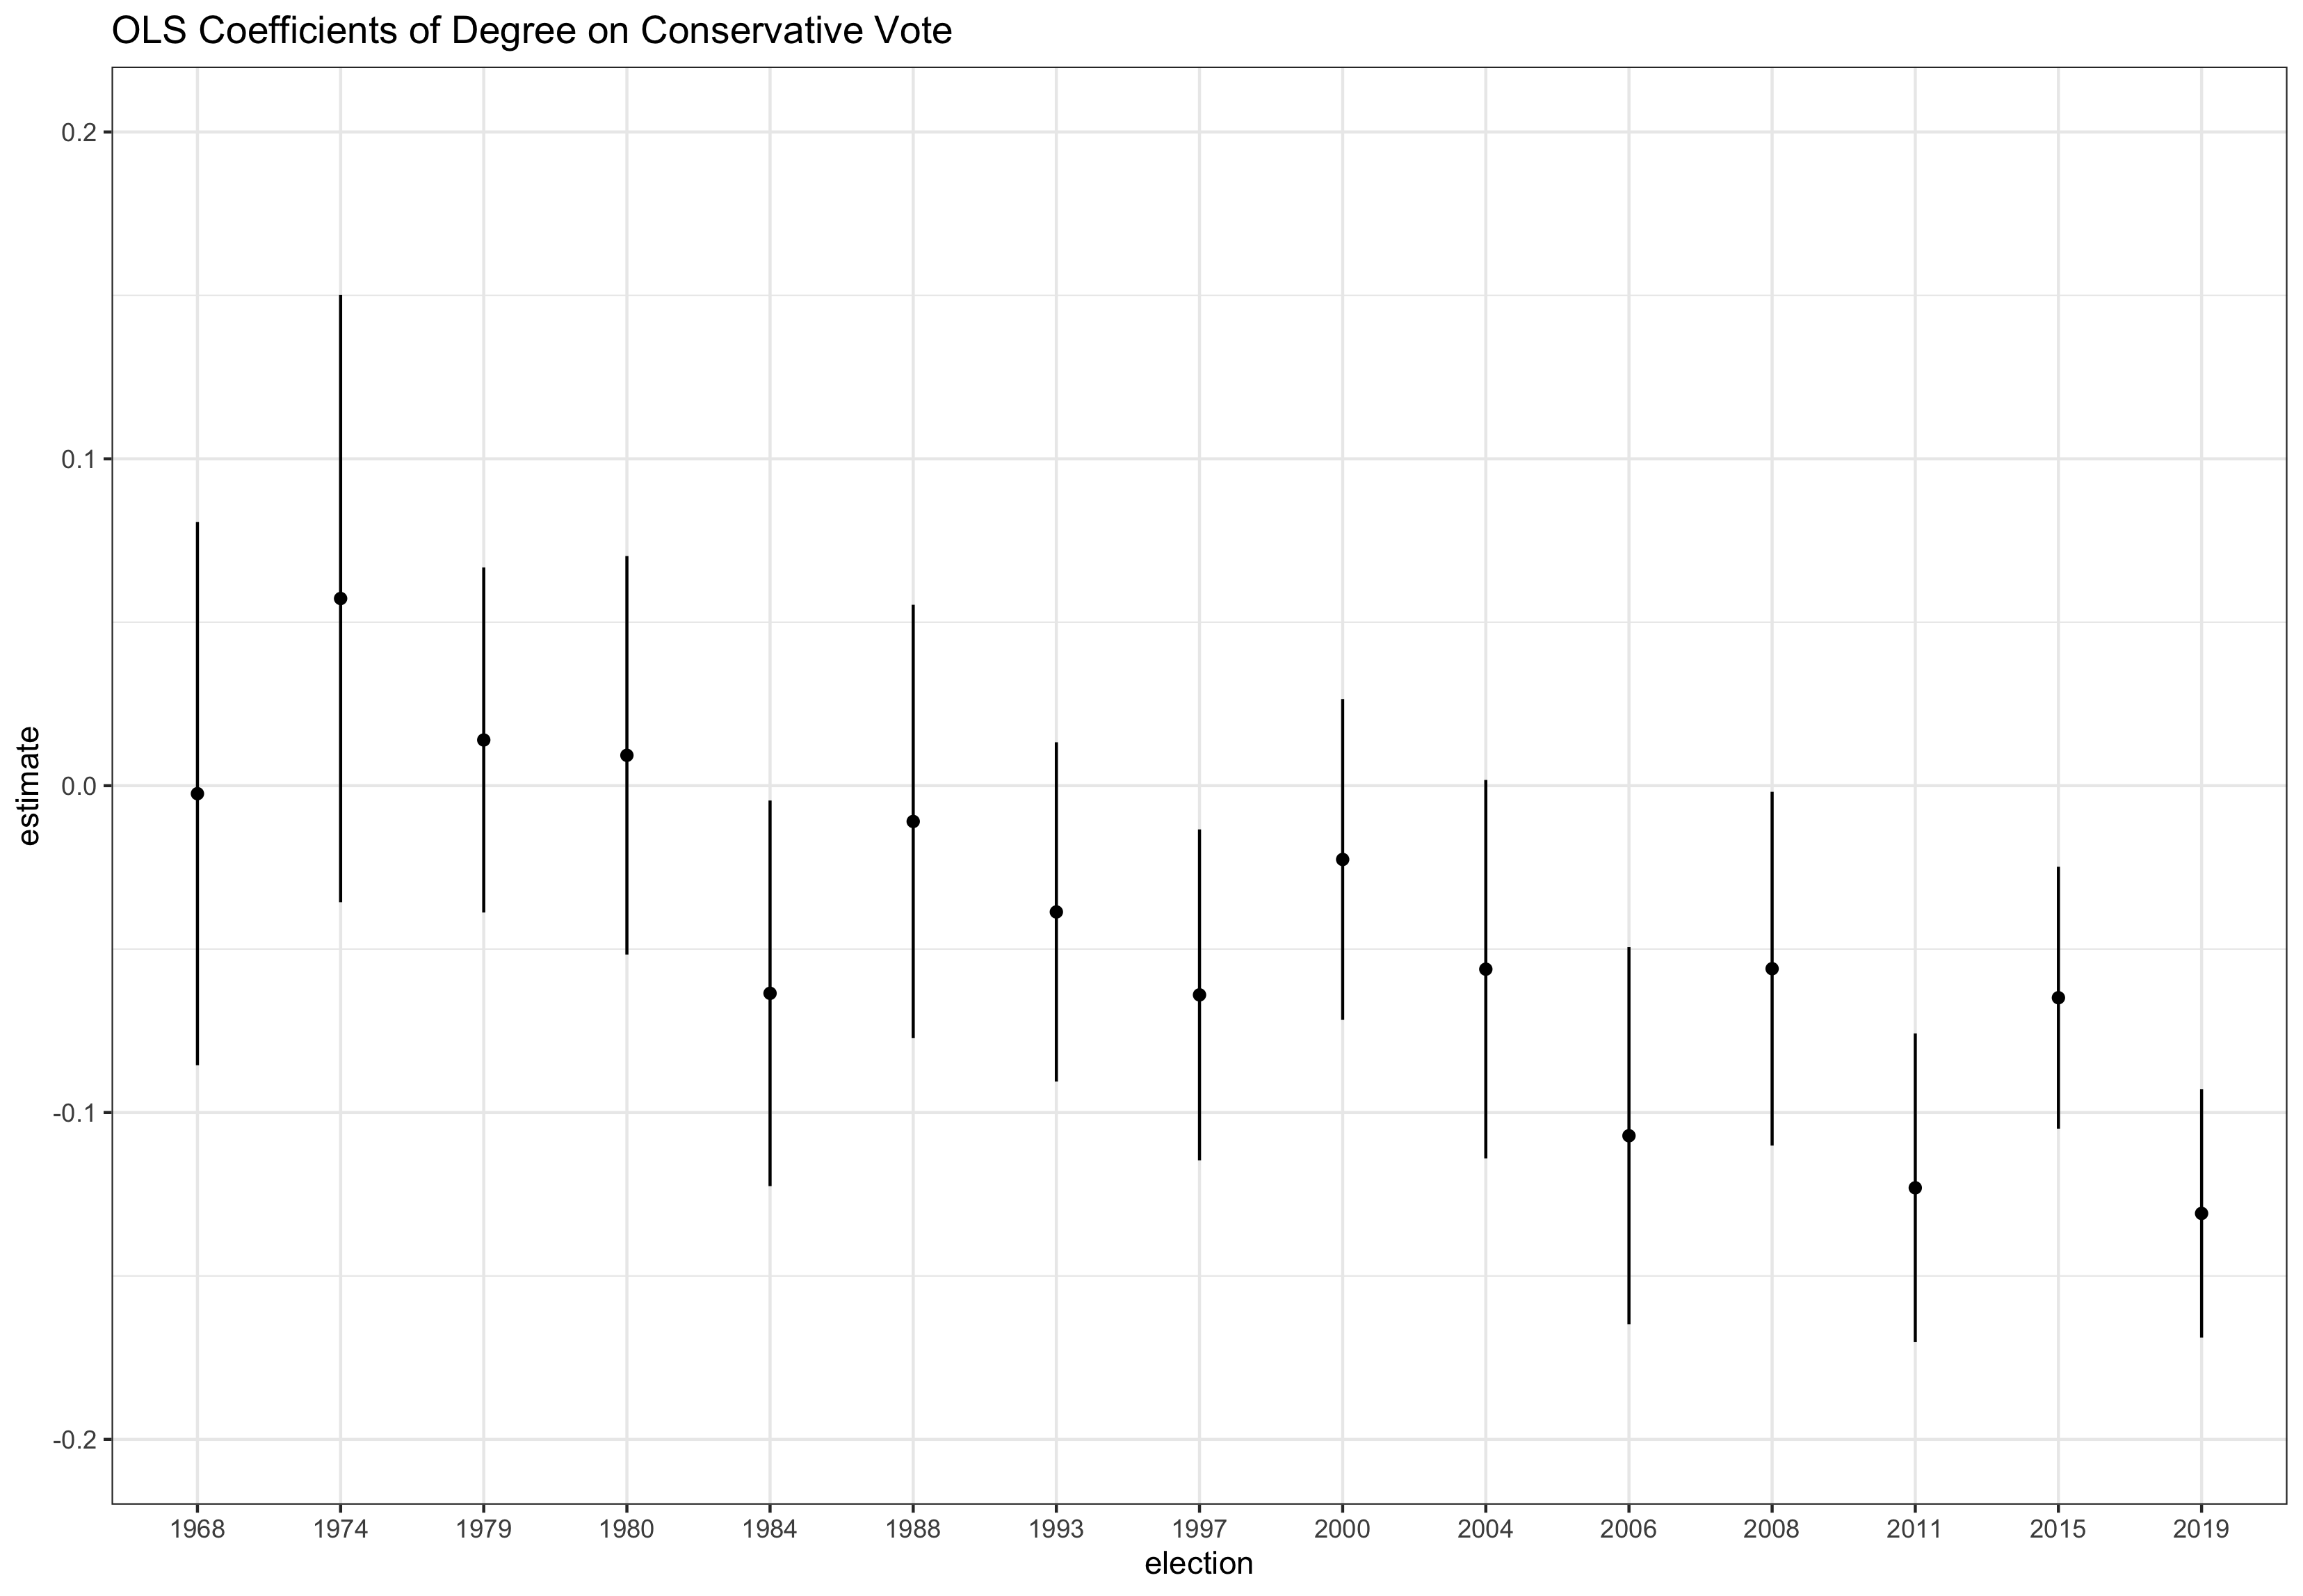 OLS Coefficients of Degree on Conservative Vote
0.2
0.1
0.0
-0.1
-0.2
estimate
1968 1974 1979 1980 1984 1988 1993 1997 2000 2004 2006 2008 2011 2015 2019
election